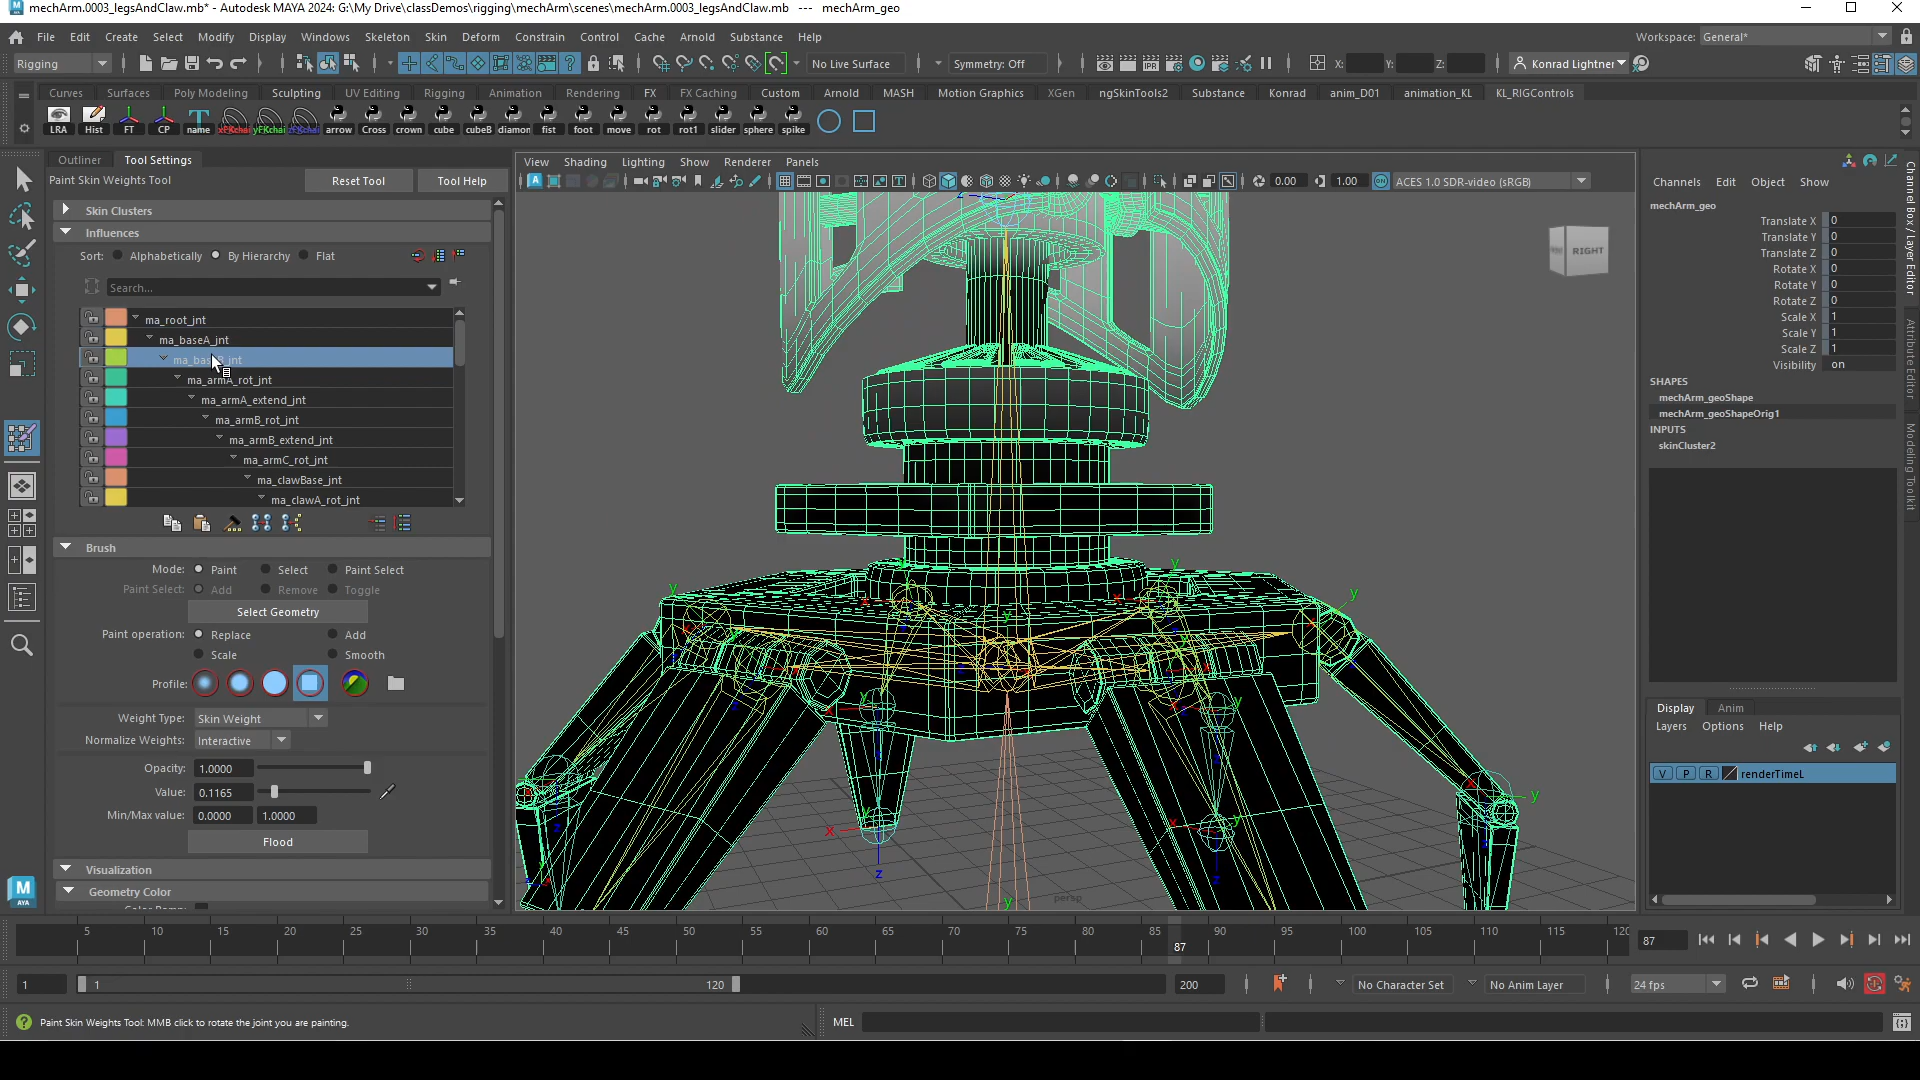 mechArm.0003_legsAndClaw.mb* - Autodesk MAYA 2024: G:\My Drive\classDemos\rigging\mechArm\scenes\mechArm.0003_legsAndClaw.mb --- mechArm_geo
File Edit Create Select Modify Display Windows Skeleton Skin Deform Constrain Control Cache Arnold Substance Help
Workspace: General*
Rigging
No Live Surface
Symmetry: Off
X: Y: Z:
Konrad Lightner
Curves Surfaces Poly Modeling Sculpting UV Editing Rigging Animation Rendering FX FX Caching Custom Arnold MASH Motion Graphics XGen ngSkinTools2 Substance Konrad anim_D01 animation_KL KL_RIGControls
LRA Hist FT CP name xFKchai yFKchai zFKchai arrow Cross crown cube cubeB diamon fist foot move rot rot1 slider sphere spike
Outliner Tool Settings
View Shading Lighting Show Renderer Panels
Paint Skin Weights Tool
Reset Tool Tool Help
0.00 1.00 ACES 1.0 SDR-video (sRGB)
Channels Edit Object Show
Skin Clusters
Influences
Sort: Alphabetically By Hierarchy Flat
Search...
ma_root_jnt
ma_baseA_jnt
ma_armA_rot_jnt
ma_armA_extend_jnt
ma_armB_rot_jnt
ma_armB_extend_jnt
ma_armC_rot_jnt
ma_clawBase_jnt
ma_clawA_rot_jnt
Brush
Mode: Paint Select Paint Select
Paint Select: Add Remove Toggle
Select Geometry
Paint operation: Replace Add
Scale Smooth
Profile:
Weight Type: Skin Weight
Normalize Weights: Interactive
Opacity: 1.0000
Value: 0.1165
Min/Max value: 0.0000 1.0000
Flood
Visualization
Geometry Color
RIGHT
persp
mechArm_geo
Translate X 0
Translate Y 0
Translate Z 0
Rotate X 0
Rotate Y 0
Rotate Z 0
Scale X 1
Scale Y 1
Scale Z 1
Visibility on
SHAPES
mechArm_geoShape
mechArm_geoShapeOrig1
INPUTS
skinCluster2
Channel Box / Layer Editor
Attribute Editor
Modeling Toolkit
Display Anim
Layers Options Help
V P R renderTimeL
5 10 15 20 25 30 35 40 45 50 55 60 65 70 75 80 85 90 95 100 105 110 115 120
87
87
1 1 120 200
No Character Set
No Anim Layer
24 fps
Paint Skin Weights Tool: MMB click to rotate the joint you are painting.
MEL